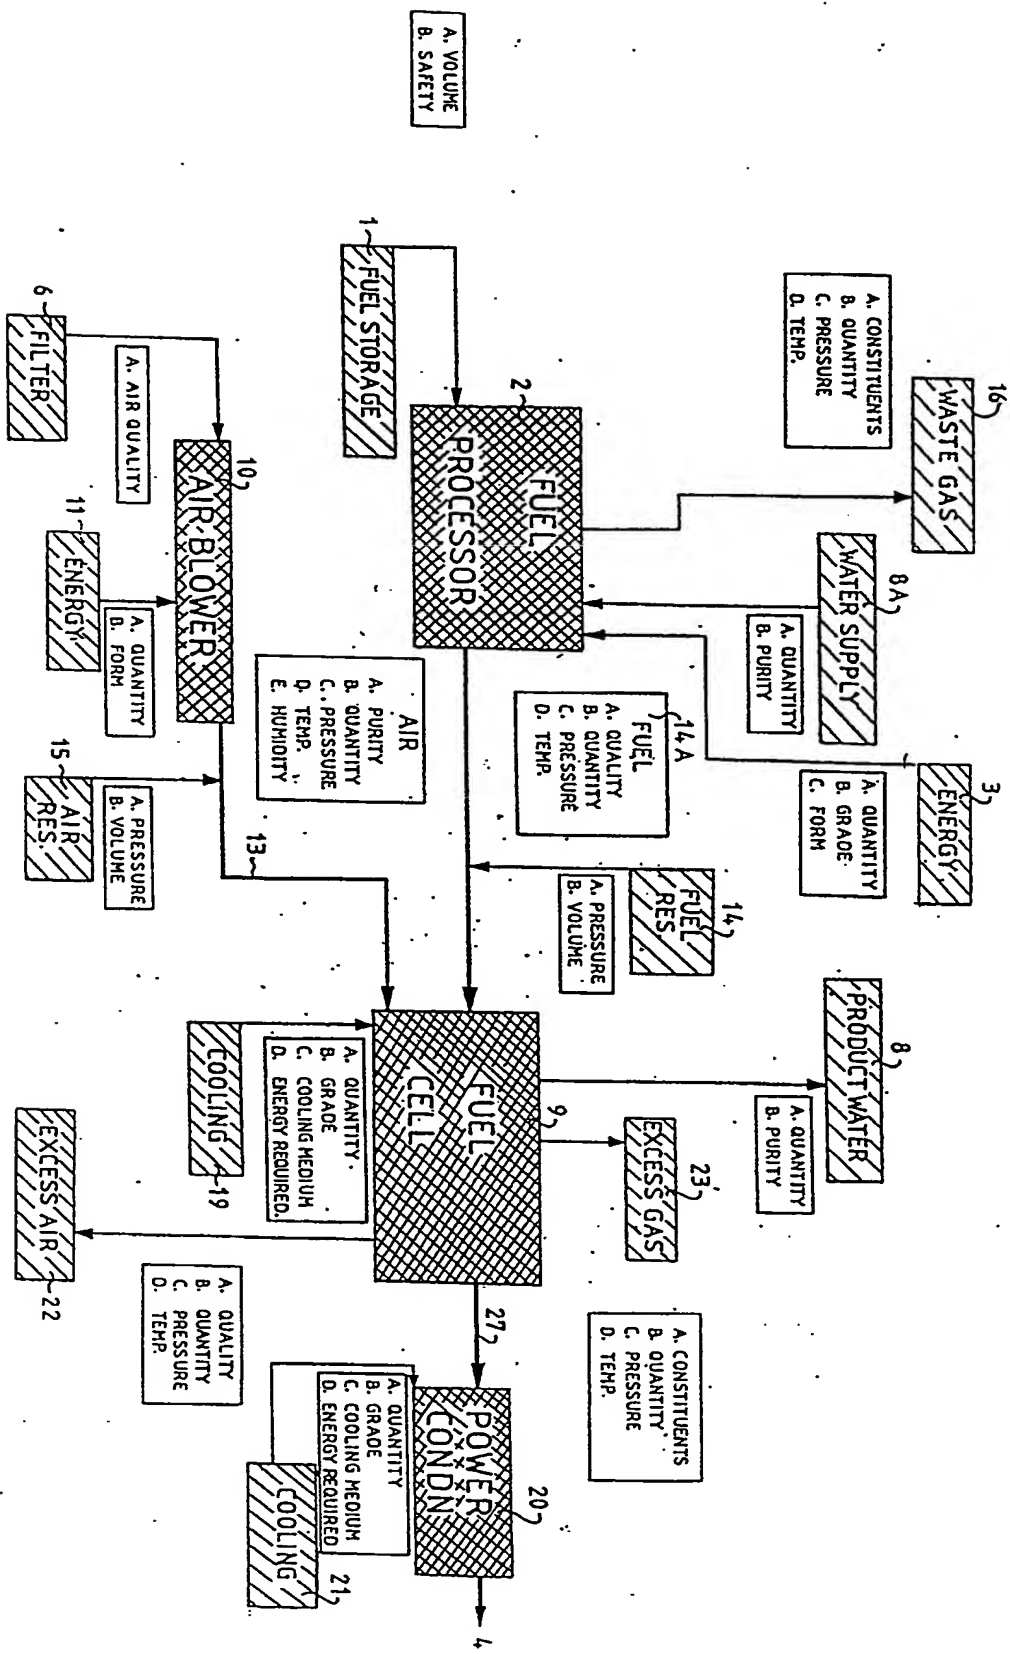 16
WASTE GAS
A. CONSTITUENTS
B. QUANTITY
C. PRESSURE
D. TEMP.
8A
WATER SUPPLY
A. QUANTITY
B. PURITY
3
ENERGY
A. QUANTITY
B. GRADE
C. FORM
8
PRODUCT WATER
A. QUANTITY
B. PURITY
23
EXCESS GAS
A. CONSTITUENTS
B. QUANTITY
C. PRESSURE
D. TEMP.
A. VOLUME
B. SAFETY
1
FUEL STORAGE
2
FUEL
PROCESSOR
14A
FUEL
A. QUALITY
B. QUANTITY
C. PRESSURE
D. TEMP.
14
FUEL
RES.
A. PRESSURE
B. VOLUME
9
FUEL
CELL
27
20
POWER
CONDN
4
AIR
A. PURITY
B. QUANTITY
C. PRESSURE
D. TEMP.
E. HUMIDITY
13
6
FILTER
A. AIR QUALITY
10
AIR BLOWER
11
ENERGY
A. QUANTITY
B. FORM
15
AIR
RES.
A. PRESSURE
B. VOLUME
COOLING
19
A. QUANTITY
B. GRADE
C. COOLING MEDIUM
D. ENERGY REQUIRED.
EXCESS AIR
22
A. QUALITY
B. QUANTITY
C. PRESSURE
D. TEMP.
A. QUANTITY
B. GRADE
C. COOLING MEDIUM
D. ENERGY REQUIRED
COOLING
21